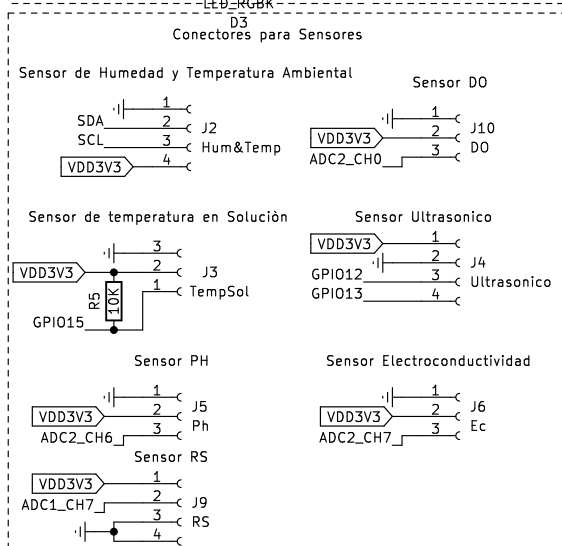 LED_RGBK
D3
Conectores para Sensores
Sensor de Humedad y Temperatura Ambiental
1
SDA 2 J2
SCL 3 Hum&Temp
VDD3V3 4
Sensor DO
1
VDD3V3 2 J10
ADC2_CH0 3 DO
Sensor de temperatura en Soluciòn
3
VDD3V3 2 J3
R5 10K 1 TempSol
GPIO15
Sensor Ultrasonico
VDD3V3 1
2 J4
GPIO12 3 Ultrasonico
GPIO13 4
Sensor PH
1
VDD3V3 2 J5
ADC2_CH6 3 Ph
Sensor Electroconductividad
1
VDD3V3 2 J6
ADC2_CH7 3 Ec
Sensor RS
VDD3V3 1
ADC1_CH7 2 J9
3 RS
4